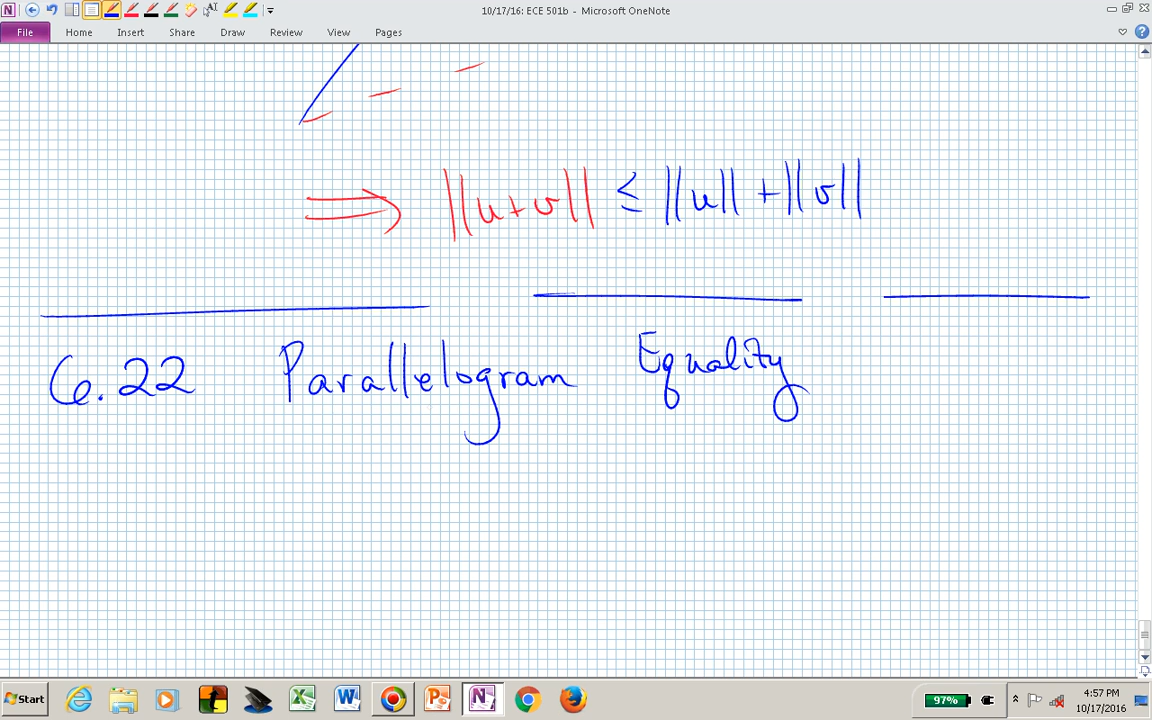 10/17/16: ECE 501b - Microsoft OneNote
File Home Insert Share Draw Review View Pages
⟹ ||u+v|| ≤ ||u|| + ||v||
6.22 Parallelogram Equality
Start
97%
4:57 PM
10/17/2016